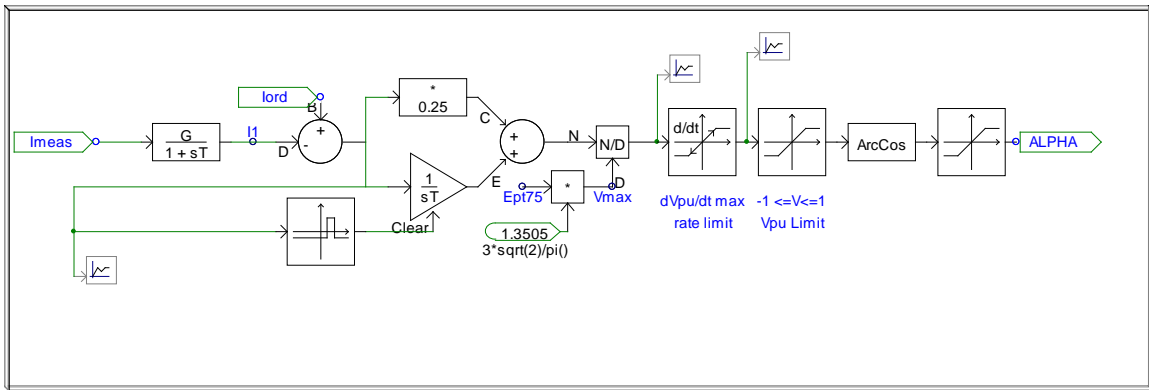 Imeas
G
1 + sT
I1
D
Iord
B
+
-
*
0.25
C
1
sT
E
Clear
+
+
N
N/D
D
Ept75
*
Vmax
1.3505
3*sqrt(2)/pi()
d/dt
dVpu/dt max
rate limit
-1 <=V<=1
Vpu Limit
ArcCos
ALPHA